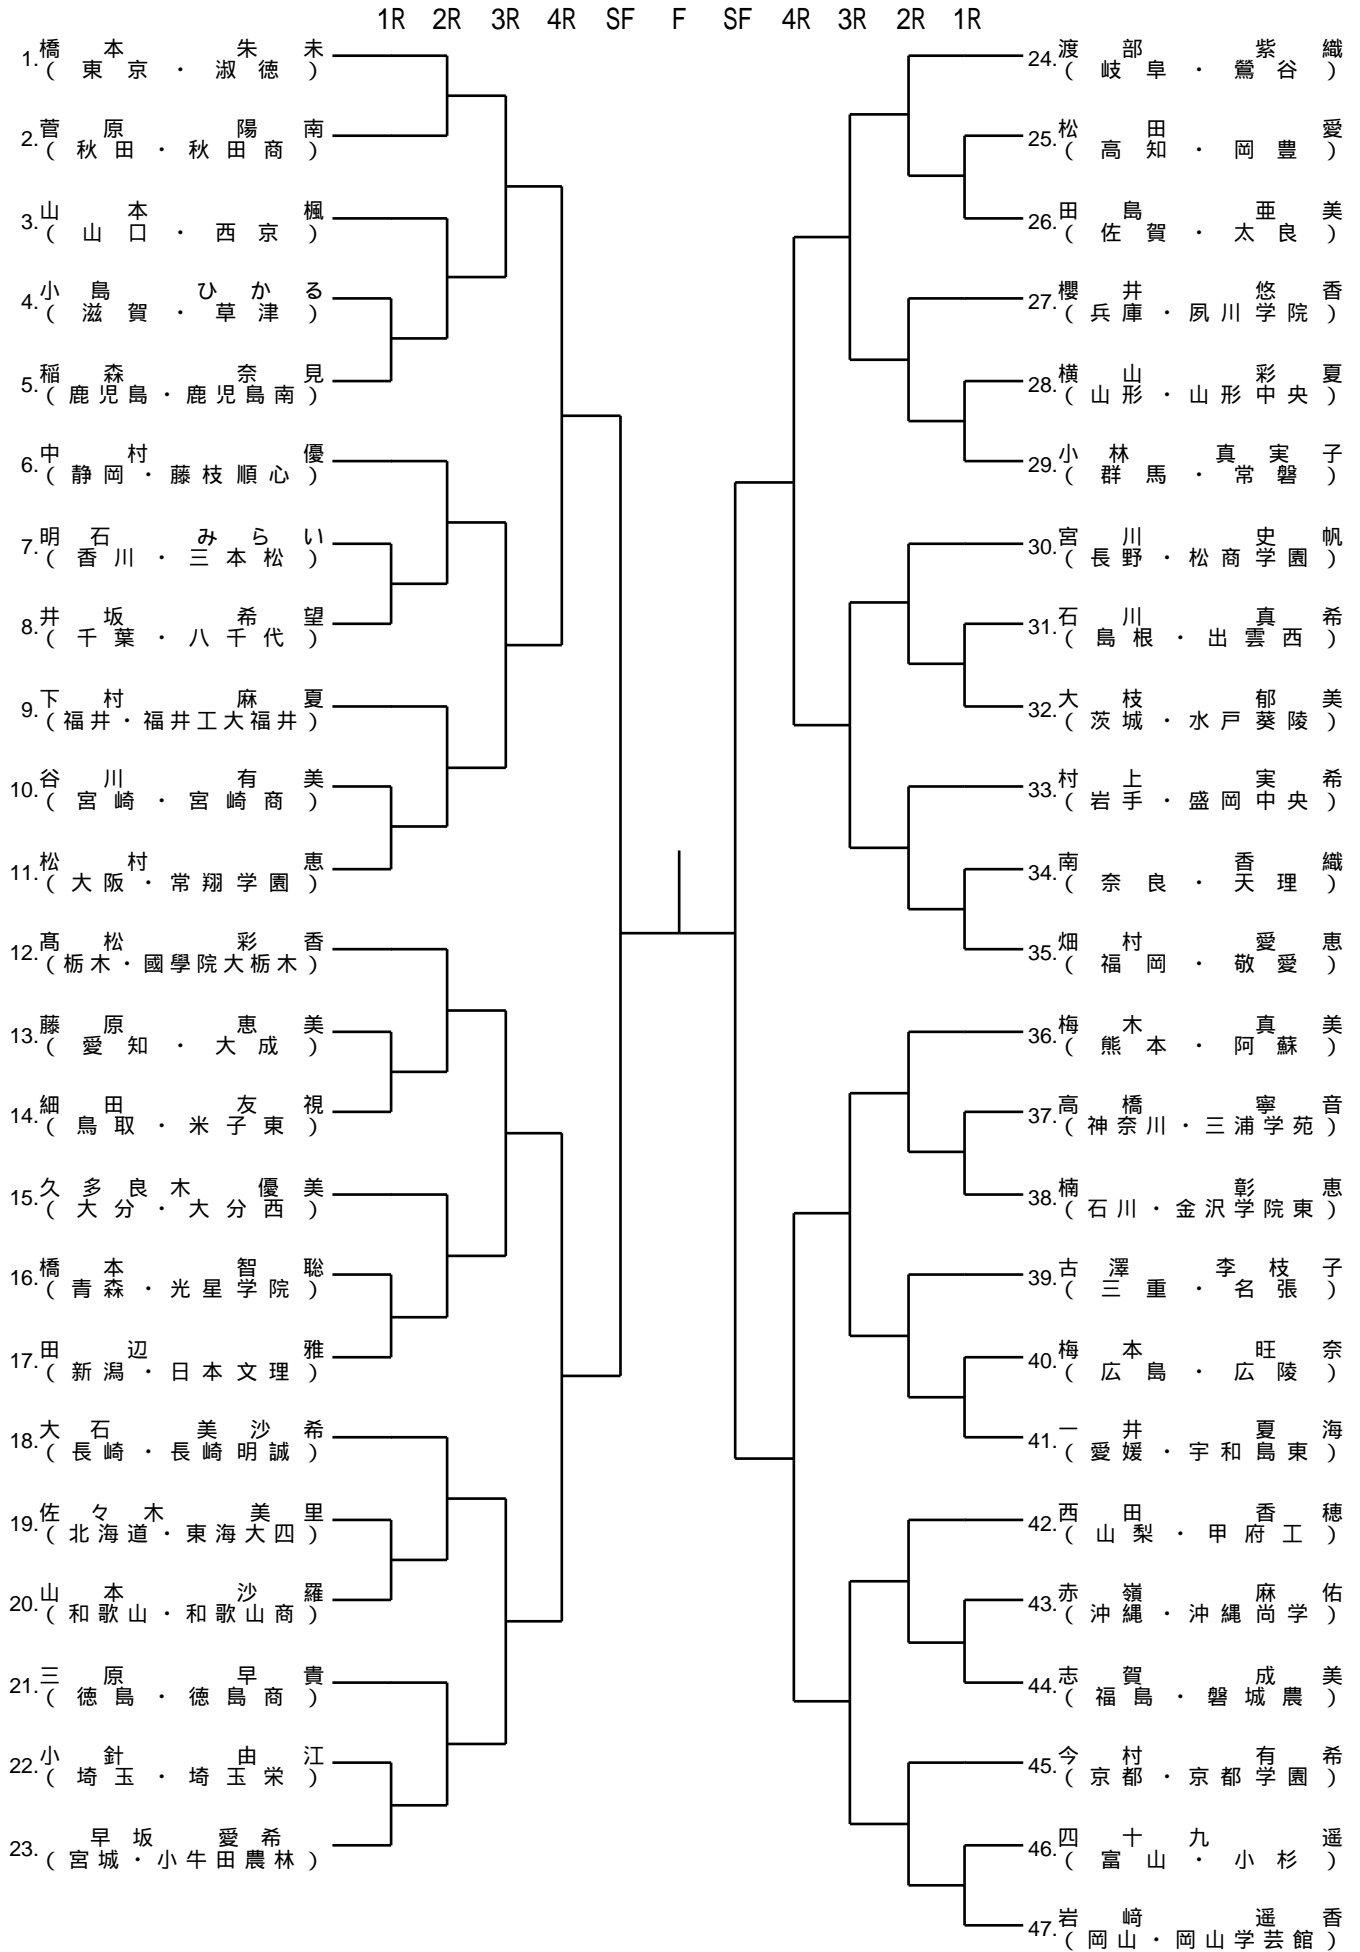 1R 2R 3R 4R SF F SF 4R 3R 2R 1R
1. 橋本 朱未
(東京・淑徳)
2. 菅原 陽南
(秋田・秋田商)
3. 山本 楓
(山口・西京)
4. 小島 ひかる
(滋賀・草津)
5. 稲森 奈見
(鹿児島・鹿児島南)
6. 中村 優
(静岡・藤枝順心)
7. 明石 みらい
(香川・三本松)
8. 井坂 希望
(千葉・八千代)
9. 下村 麻夏
(福井・福井工大福井)
10. 谷川 有美
(宮崎・宮崎商)
11. 松村 恵
(大阪・常翔学園)
12. 髙松 彩香
(栃木・國學院大栃木)
13. 藤原 恵美
(愛知・大成)
14. 細田 友視
(鳥取・米子東)
15. 久多良木 優美
(大分・大分西)
16. 橋本 智聡
(青森・光星学院)
17. 田辺 雅
(新潟・日本文理)
18. 大石 美沙希
(長崎・長崎明誠)
19. 佐々木 美里
(北海道・東海大四)
20. 山本 沙羅
(和歌山・和歌山商)
21. 三原 早貴
(徳島・徳島商)
22. 小針 由江
(埼玉・埼玉栄)
23. 早坂 愛希
(宮城・小牛田農林)
24. 渡部 紫織
(岐阜・鶯谷)
25. 松田 愛
(高知・岡豊)
26. 田島 亜美
(佐賀・太良)
27. 櫻井 悠香
(兵庫・夙川学院)
28. 横山 彩夏
(山形・山形中央)
29. 小林 真実子
(群馬・常磐)
30. 宮川 史帆
(長野・松商学園)
31. 石川 真希
(島根・出雲西)
32. 大枝 郁美
(茨城・水戸葵陵)
33. 村上 実希
(岩手・盛岡中央)
34. 南 香織
(奈良・天理)
35. 畑村 愛恵
(福岡・敬愛)
36. 梅木 真美
(熊本・阿蘇)
37. 高橋 寧音
(神奈川・三浦学苑)
38. 楠 彰恵
(石川・金沢学院東)
39. 古澤 李枝子
(三重・名張)
40. 梅本 旺奈
(広島・広陵)
41. 一井 夏海
(愛媛・宇和島東)
42. 西田 香穂
(山梨・甲府工)
43. 赤嶺 麻佑
(沖縄・沖縄尚学)
44. 志賀 成美
(福島・磐城農)
45. 今村 有希
(京都・京都学園)
46. 四十九 遥
(富山・小杉)
47. 岩﨑 遥香
(岡山・岡山学芸館)